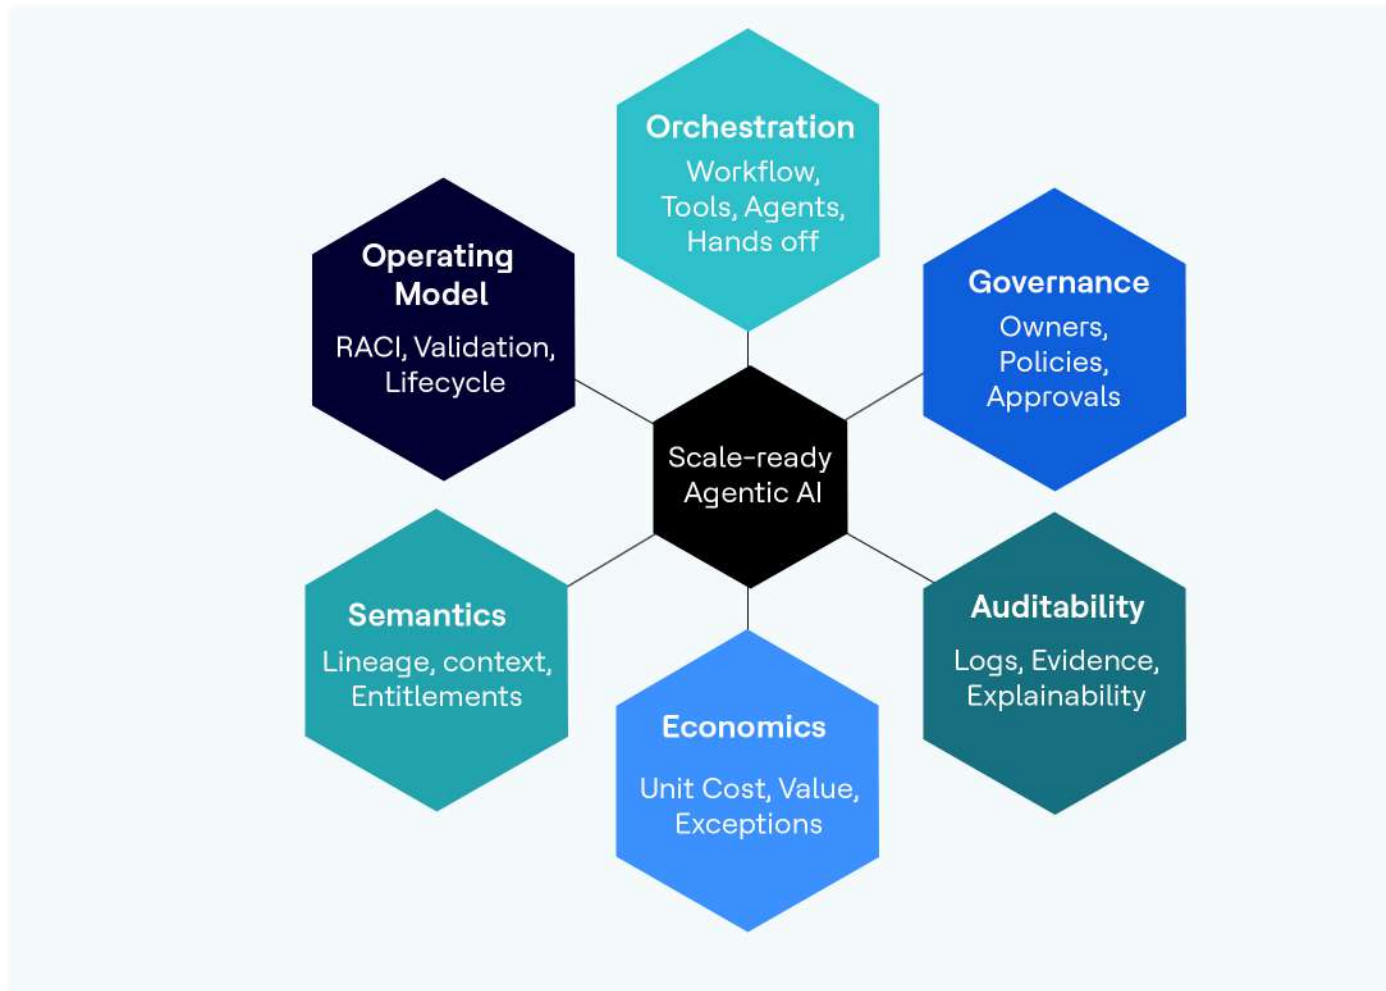 Orchestration
Workflow,
Tools, Agents,
Hands off
Governance
Owners,
Policies,
Approvals
Auditability
Logs, Evidence,
Explainability
Economics
Unit Cost, Value,
Exceptions
Semantics
Lineage, context,
Entitlements
Operating
Model
RACI, Validation,
Lifecycle
Scale-ready
Agentic AI